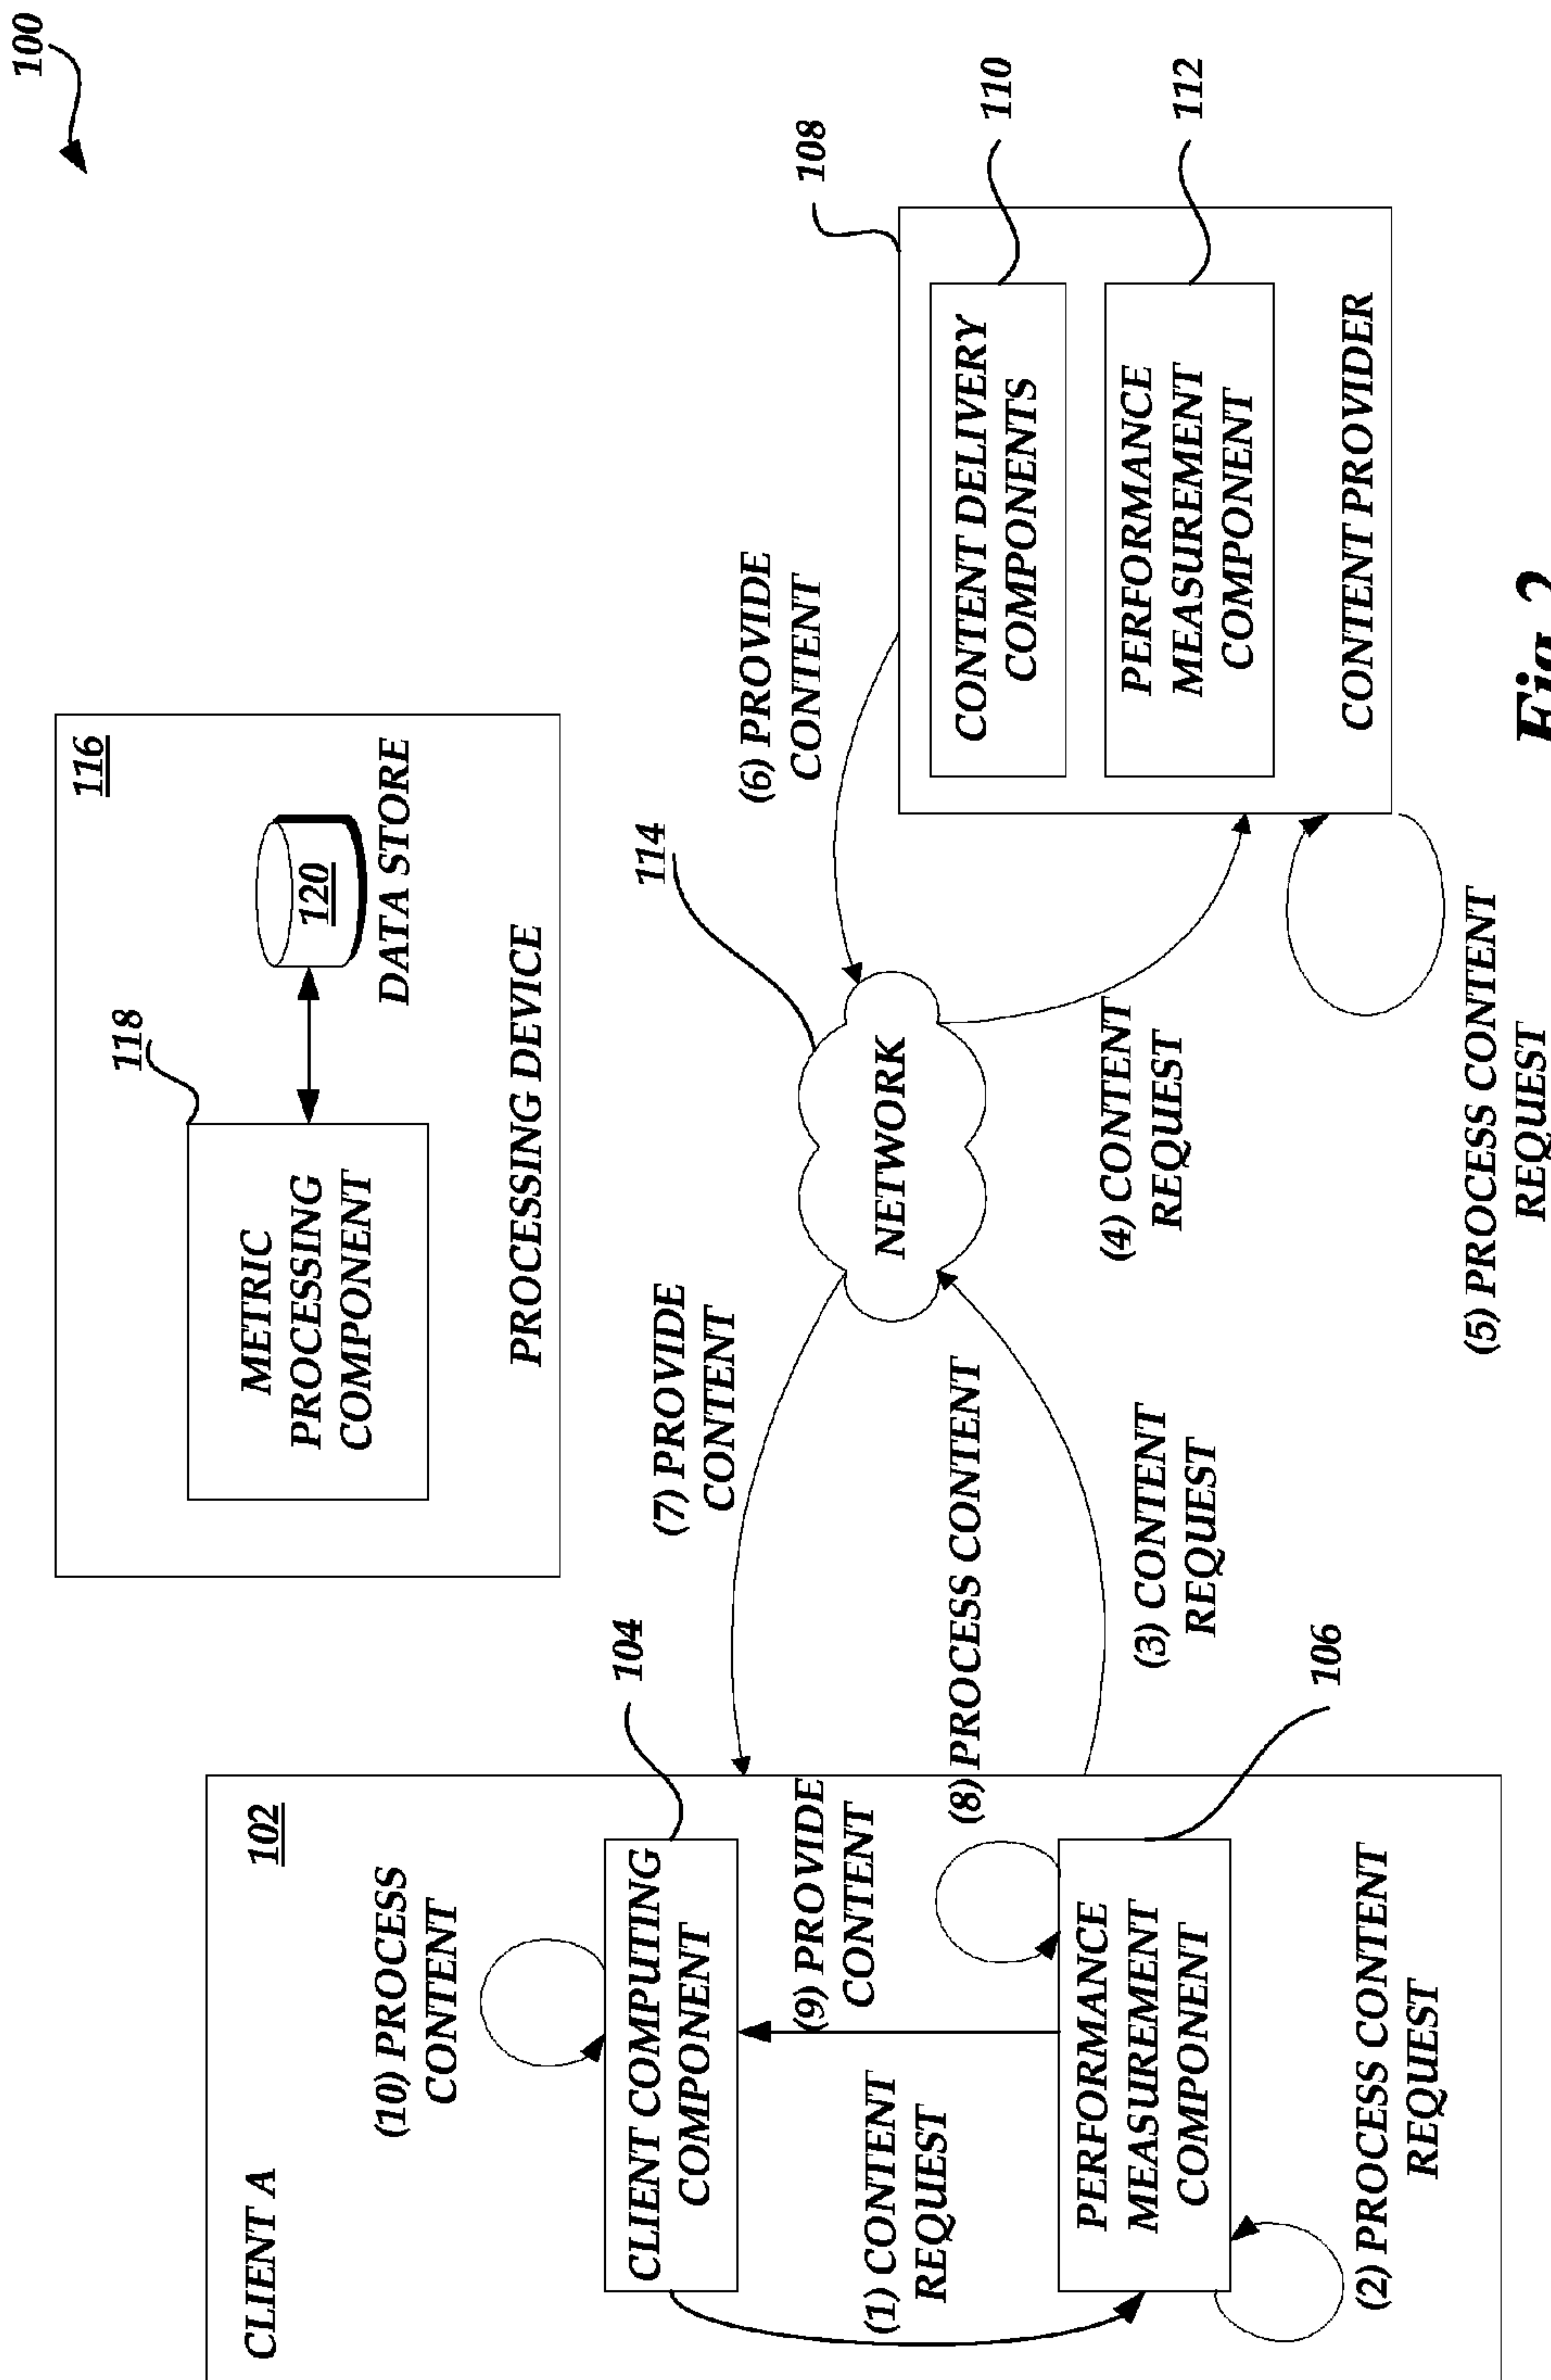 100
116
118
METRIC
PROCESSING
COMPONENT
120
DATA STORE
PROCESSING DEVICE
CLIENT A
102
(10) PROCESS
CONTENT
104
CLIENT COMPUTING
COMPONENT
(1) CONTENT
REQUEST
(9) PROVIDE
CONTENT
(8) PROCESS CONTENT
PERFORMANCE
MEASUREMENT
COMPONENT
106
(2) PROCESS CONTENT
REQUEST
(7) PROVIDE
CONTENT
(3) CONTENT
REQUEST
114
NETWORK
(6) PROVIDE
CONTENT
(4) CONTENT
REQUEST
108
CONTENT DELIVERY
COMPONENTS
110
PERFORMANCE
MEASUREMENT
COMPONENT
112
CONTENT PROVIDER
(5) PROCESS CONTENT
REQUEST
Fig. 2